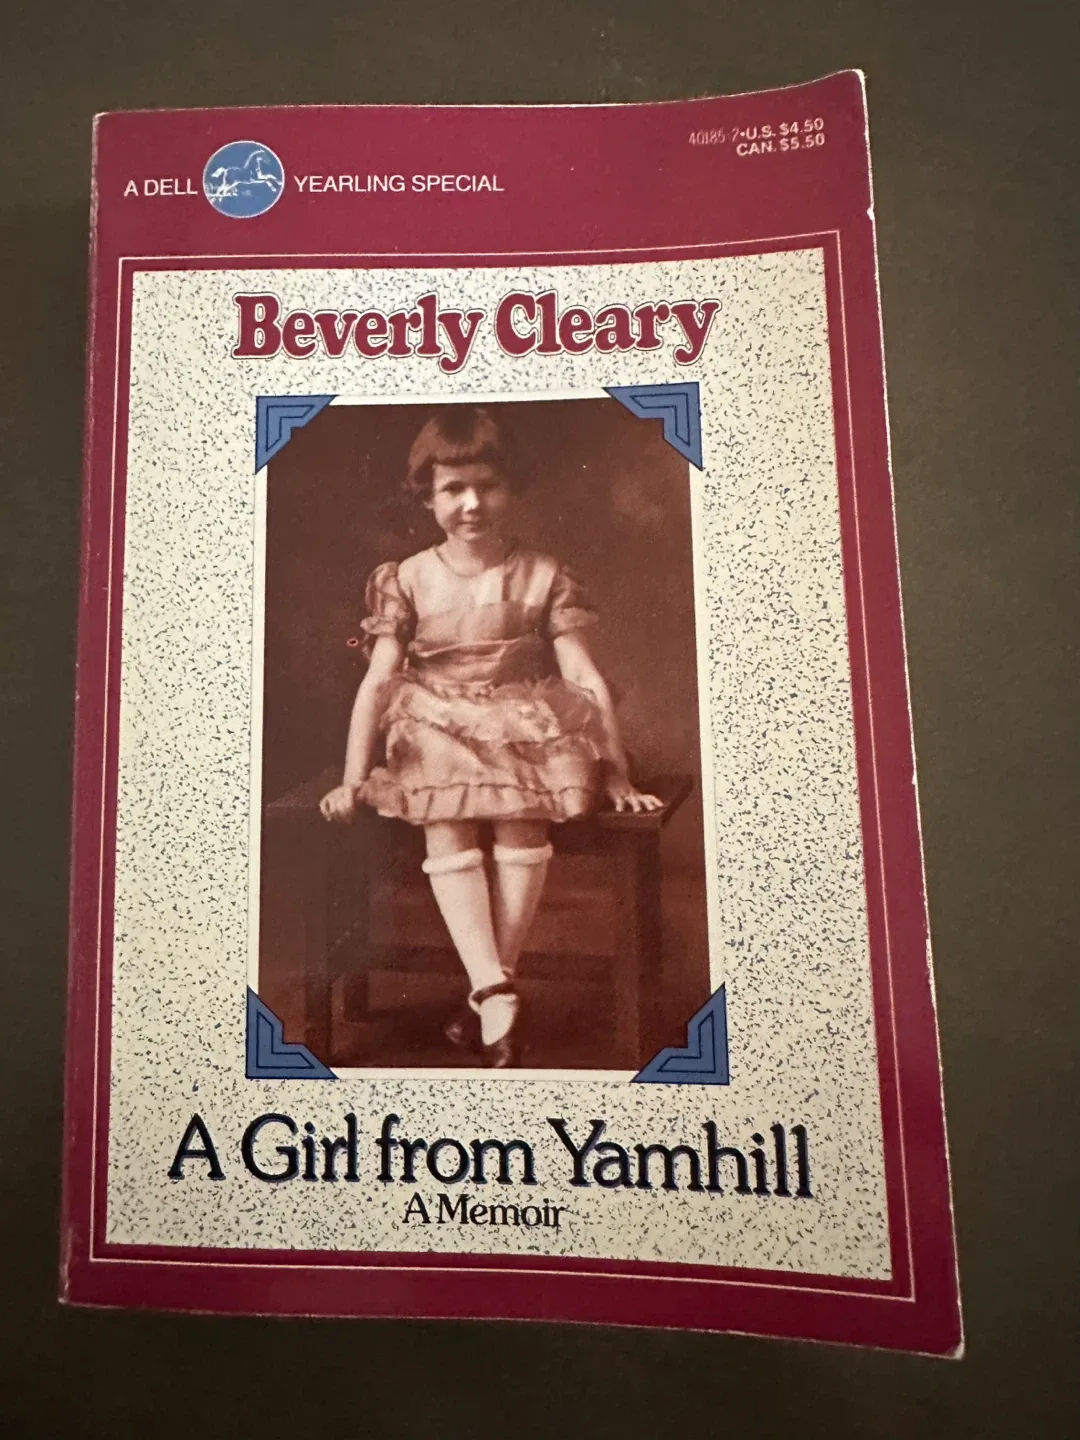 A DELL YEARLING SPECIAL
40185-2•U.S. $4.50
CAN. $5.50
Beverly Cleary
A Girl from Yamhill
A Memoir